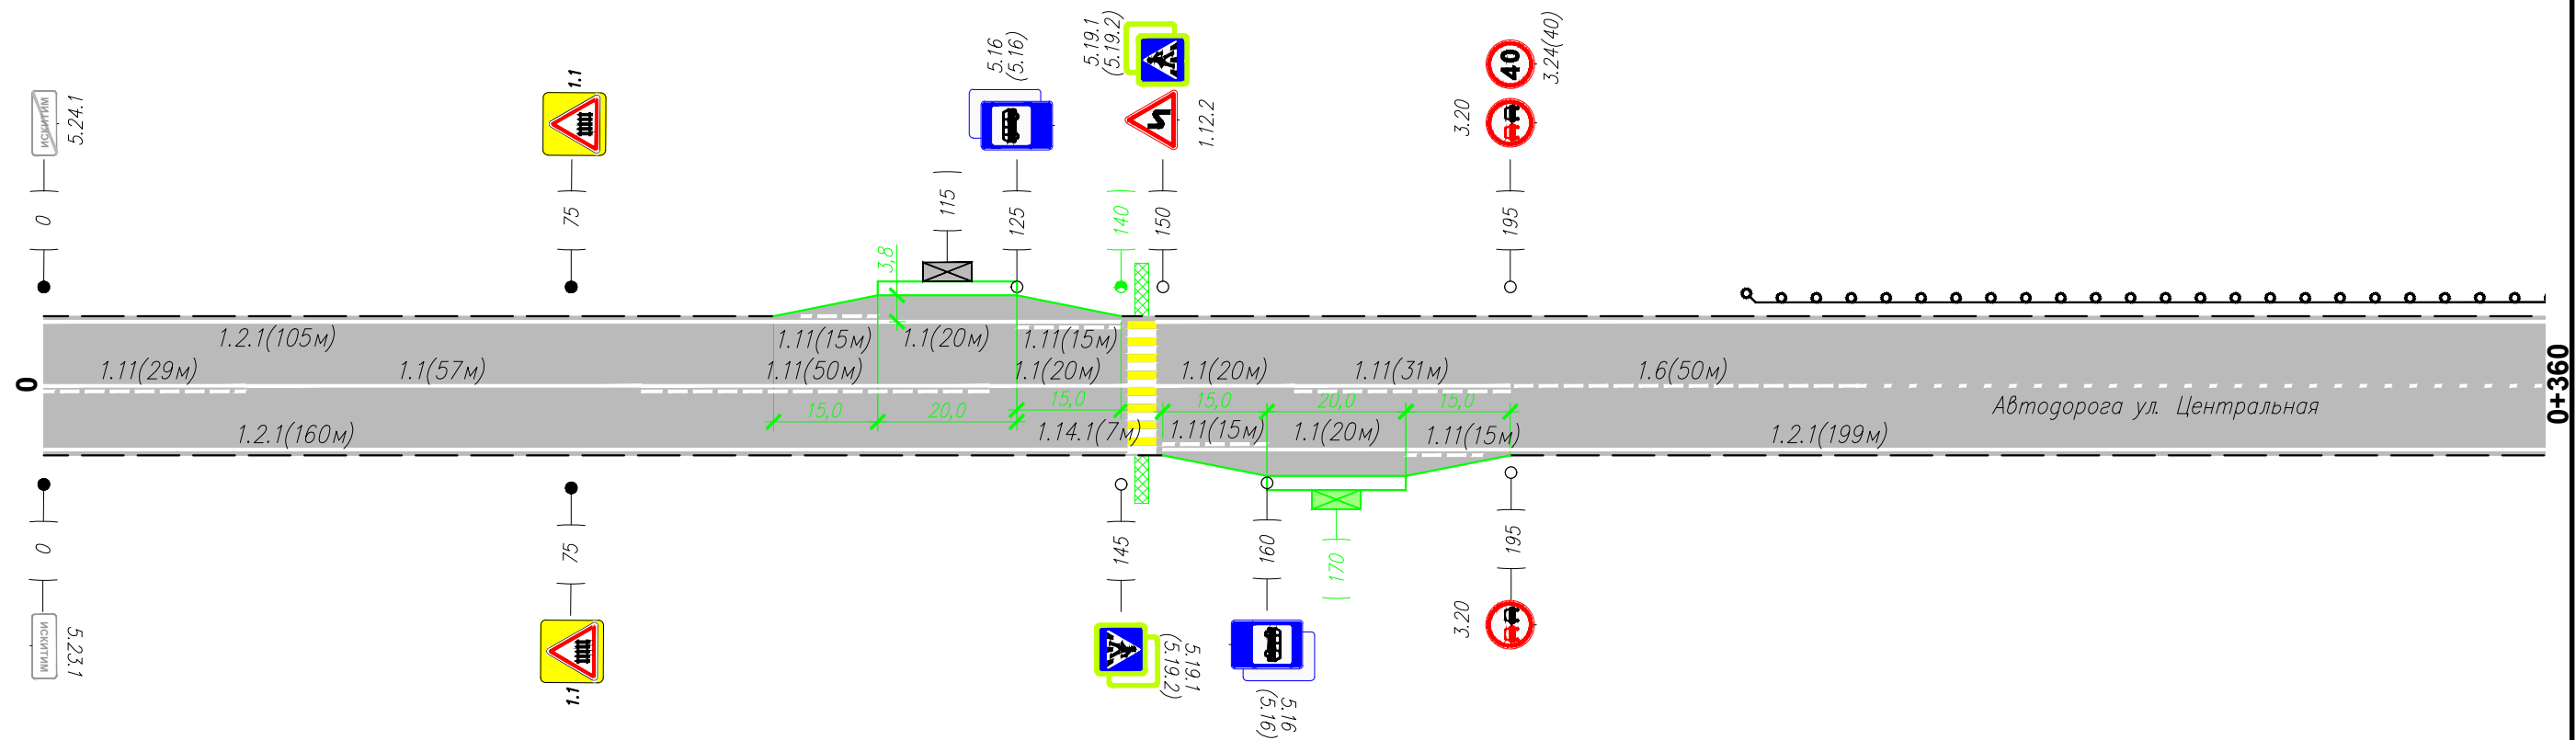 5.24.1
ИСКИТИМ
0
1.1
75
115
5.16
(5.16)
125
140
5.19.1
(5.19.2)
1.12.2
150
40
3.24(40)
3.20
195
3,8
1.2.1(105м)
1.11(15м)
1.1(20м)
1.11(15м)
1.11(29м)
1.1(57м)
1.11(50м)
1.1(20м)
1.1(20м)
1.11(31м)
1.6(50м)
0
0+360
15,0
20,0
15,0
15,0
20,0
15,0
Автодорога ул. Центральная
1.2.1(160м)
1.14.1(7м)
1.11(15м)
1.1(20м)
1.11(15м)
1.2.1(199м)
0
ИСКИТИМ
5.23.1
75
1.1
145
5.19.1
(5.19.2)
160
5.16
(5.16)
170
195
3.20